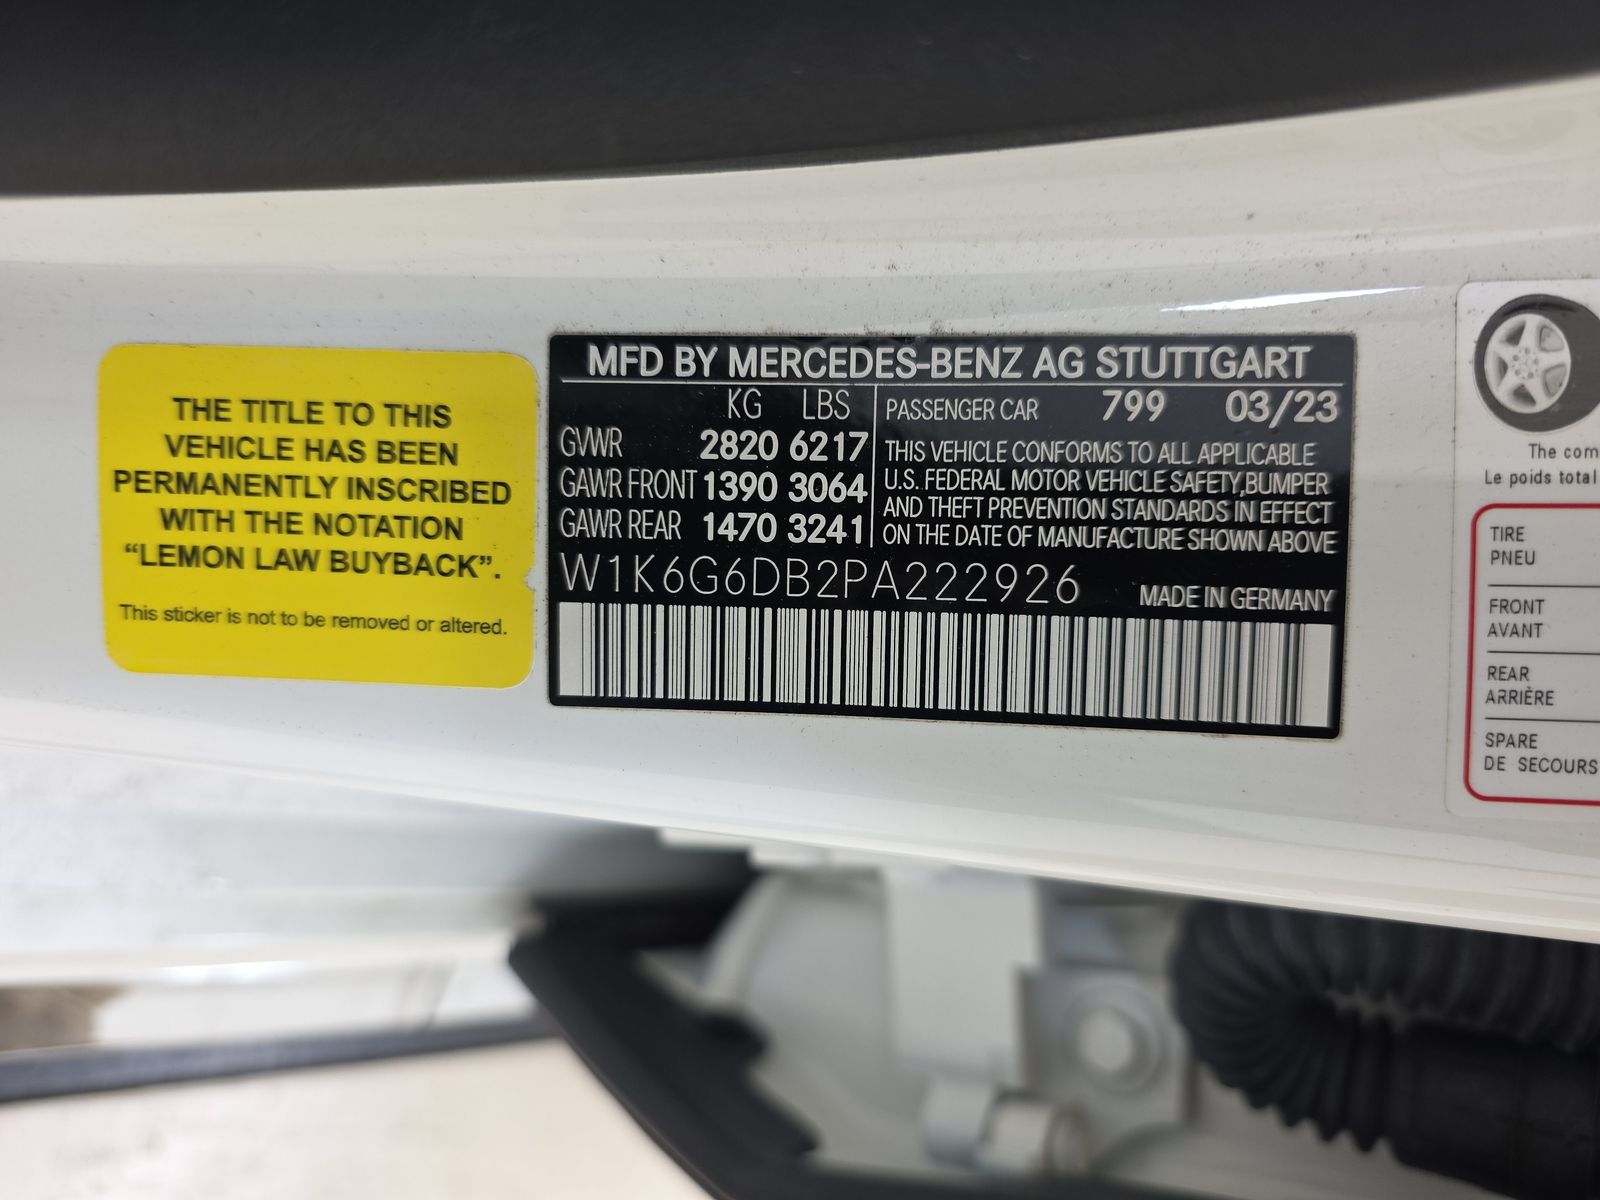 THE TITLE TO THIS
VEHICLE HAS BEEN
PERMANENTLY INSCRIBED
WITH THE NOTATION
“LEMON LAW BUYBACK”.
This sticker is not to be removed or altered.
MFD BY MERCEDES-BENZ AG STUTTGART
KG LBS
GVWR 2820 6217
GAWR FRONT 1390 3064
GAWR REAR 1470 3241
PASSENGER CAR 799 03/23
THIS VEHICLE CONFORMS TO ALL APPLICABLE
U.S. FEDERAL MOTOR VEHICLE SAFETY,BUMPER
AND THEFT PREVENTION STANDARDS IN EFFECT
ON THE DATE OF MANUFACTURE SHOWN ABOVE
W1K6G6DB2PA222926
MADE IN GERMANY
The com
Le poids total
TIRE
PNEU
FRONT
AVANT
REAR
ARRIÈRE
SPARE
DE SECOURS